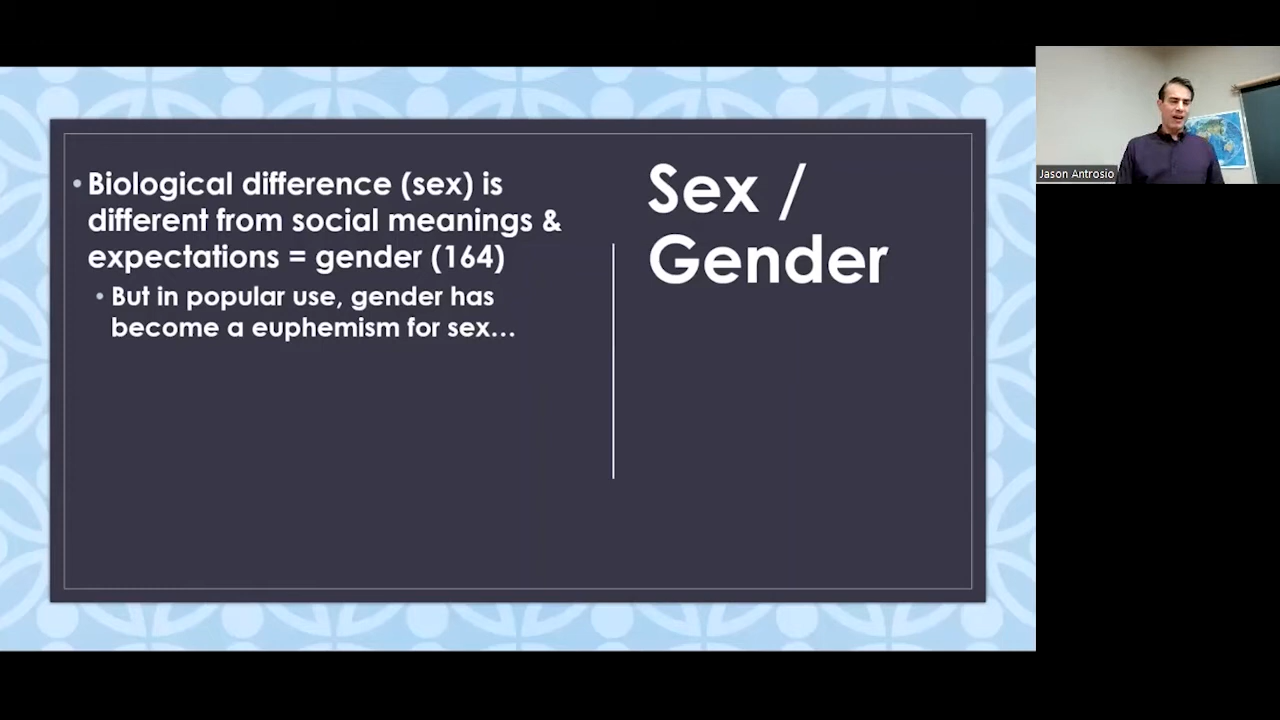 • Biological difference (sex) is
different from social meanings &
expectations = gender (164)
• But in popular use, gender has
become a euphemism for sex…
Sex /
Gender
Jason Antrosio